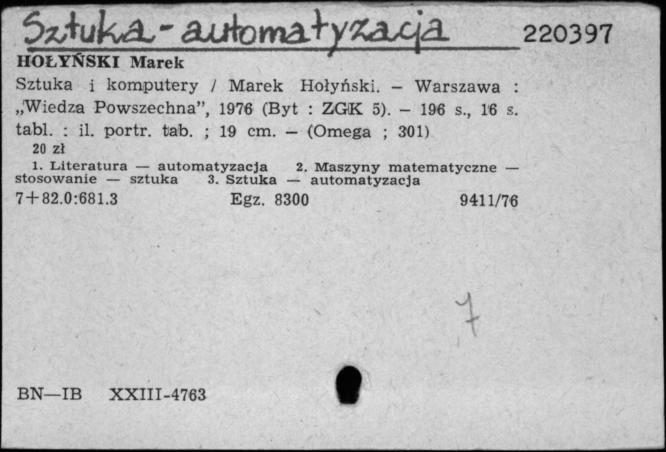 Sztuka - automatyzacja 220397
HOŁYŃSKI Marek
Sztuka i komputery / Marek Hołyński. — Warszawa :
„Wiedza Powszechna”, 1976 (Byt : ZGK 5). — 196 s., 16 s.
tabl. : il. portr. tab. ; 19 cm. — (Omega ; 301)
20 zł
1. Literatura — automatyzacja 2. Maszyny matematyczne —
stosowanie — sztuka 3. Sztuka — automatyzacja
7+82.0:681.3 Egz. 8300 9411/76
7
BN—IB XXIII-4763